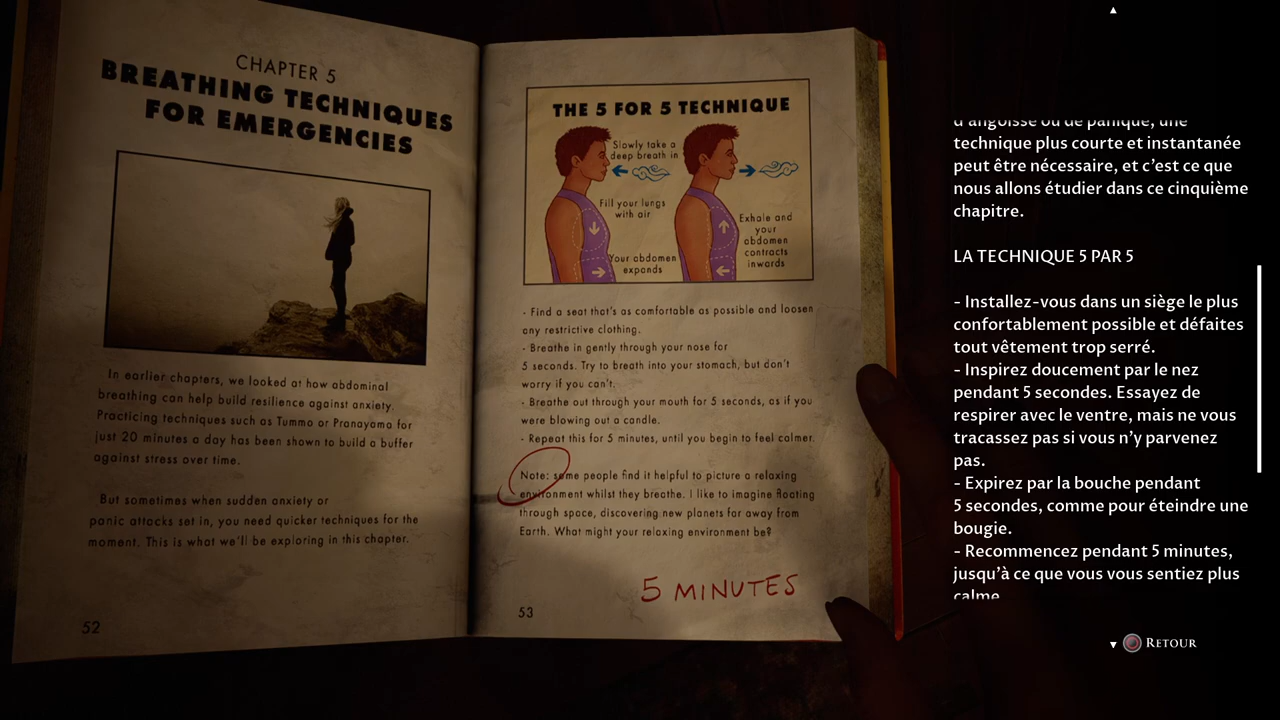 CHAPTER 5
BREATHING TECHNIQUES
FOR EMERGENCIES
In earlier chapters, we looked at how abdominal
breathing can help build resilience against anxiety.
Practicing techniques such as Tummo or Pranayama for
just 20 minutes a day has been shown to build a buffer
against stress over time.
But sometimes when sudden anxiety or
panic attacks set in, you need quicker techniques for the
moment. This is what we'll be exploring in this chapter.
52
THE 5 FOR 5 TECHNIQUE
Slowly take a
deep breath in
Fill your lungs
with air
Your abdomen
expands
Exhale and
your
abdomen
contracts
inwards
- Find a seat that's as comfortable as possible and loosen
any restrictive clothing.
- Breathe in gently through your nose for
5 seconds. Try to breath into your stomach, but don't
worry if you can't.
- Breathe out through your mouth for 5 seconds, as if you
were blowing out a candle.
- Repeat this for 5 minutes, until you begin to feel calmer.
Note: some people find it helpful to picture a relaxing
environment whilst they breathe. I like to imagine floating
through space, discovering new planets far away from
Earth. What might your relaxing environment be?
5 MINUTES
53
d'angoisse ou de panique, une
technique plus courte et instantanée
peut être nécessaire, et c'est ce que
nous allons étudier dans ce cinquième
chapitre.
LA TECHNIQUE 5 PAR 5
- Installez-vous dans un siège le plus
confortablement possible et défaites
tout vêtement trop serré.
- Inspirez doucement par le nez
pendant 5 secondes. Essayez de
respirer avec le ventre, mais ne vous
tracassez pas si vous n'y parvenez
pas.
- Expirez par la bouche pendant
5 secondes, comme pour éteindre une
bougie.
- Recommencez pendant 5 minutes,
jusqu'à ce que vous vous sentiez plus
calme
RETOUR